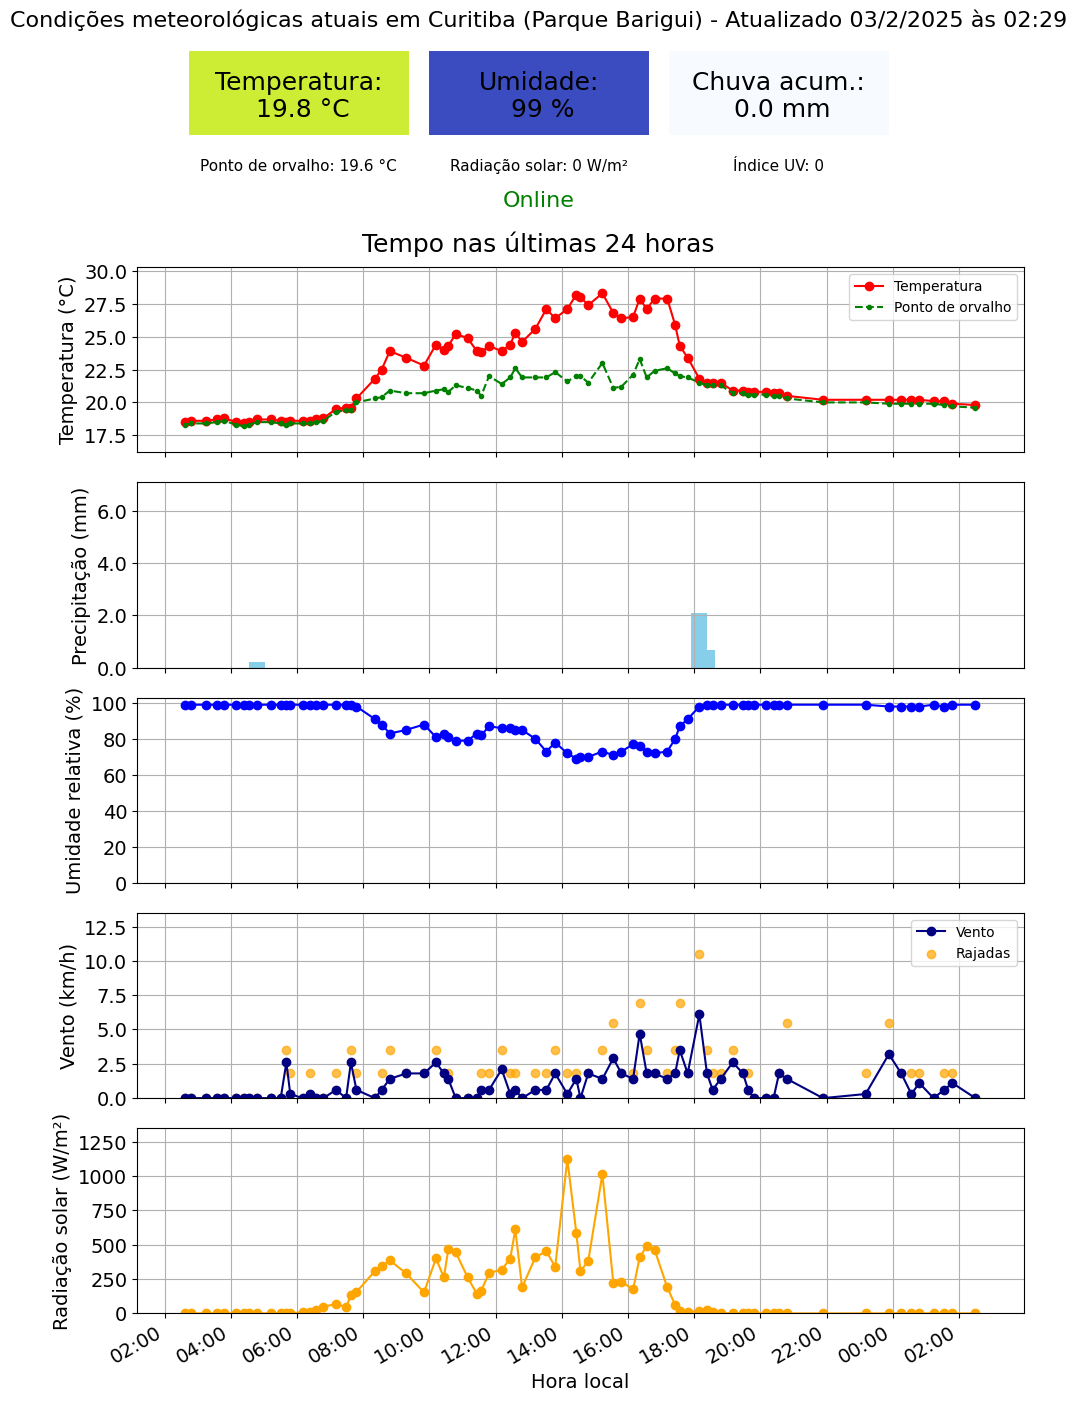 Condições meteorológicas atuais em Curitiba (Parque Barigui) - Atualizado 03/2/2025 às 02:29
Temperatura:
19.8 °C
Umidade:
99 %
Chuva acum.:
0.0 mm
Ponto de orvalho: 19.6 °C
Radiação solar: 0 W/m²
Índice UV: 0
Online
Tempo nas últimas 24 horas
Temperatura (°C)
30.0
27.5
25.0
22.5
20.0
17.5
Temperatura
Ponto de orvalho
Precipitação (mm)
6.0
4.0
2.0
0.0
Umidade relativa (%)
100
80
60
40
20
0
Vento (km/h)
12.5
10.0
7.5
5.0
2.5
0.0
Vento
Rajadas
Radiação solar (W/m²)
1250
1000
750
500
250
0
02:00
04:00
06:00
08:00
10:00
12:00
14:00
16:00
18:00
20:00
22:00
00:00
02:00
Hora local